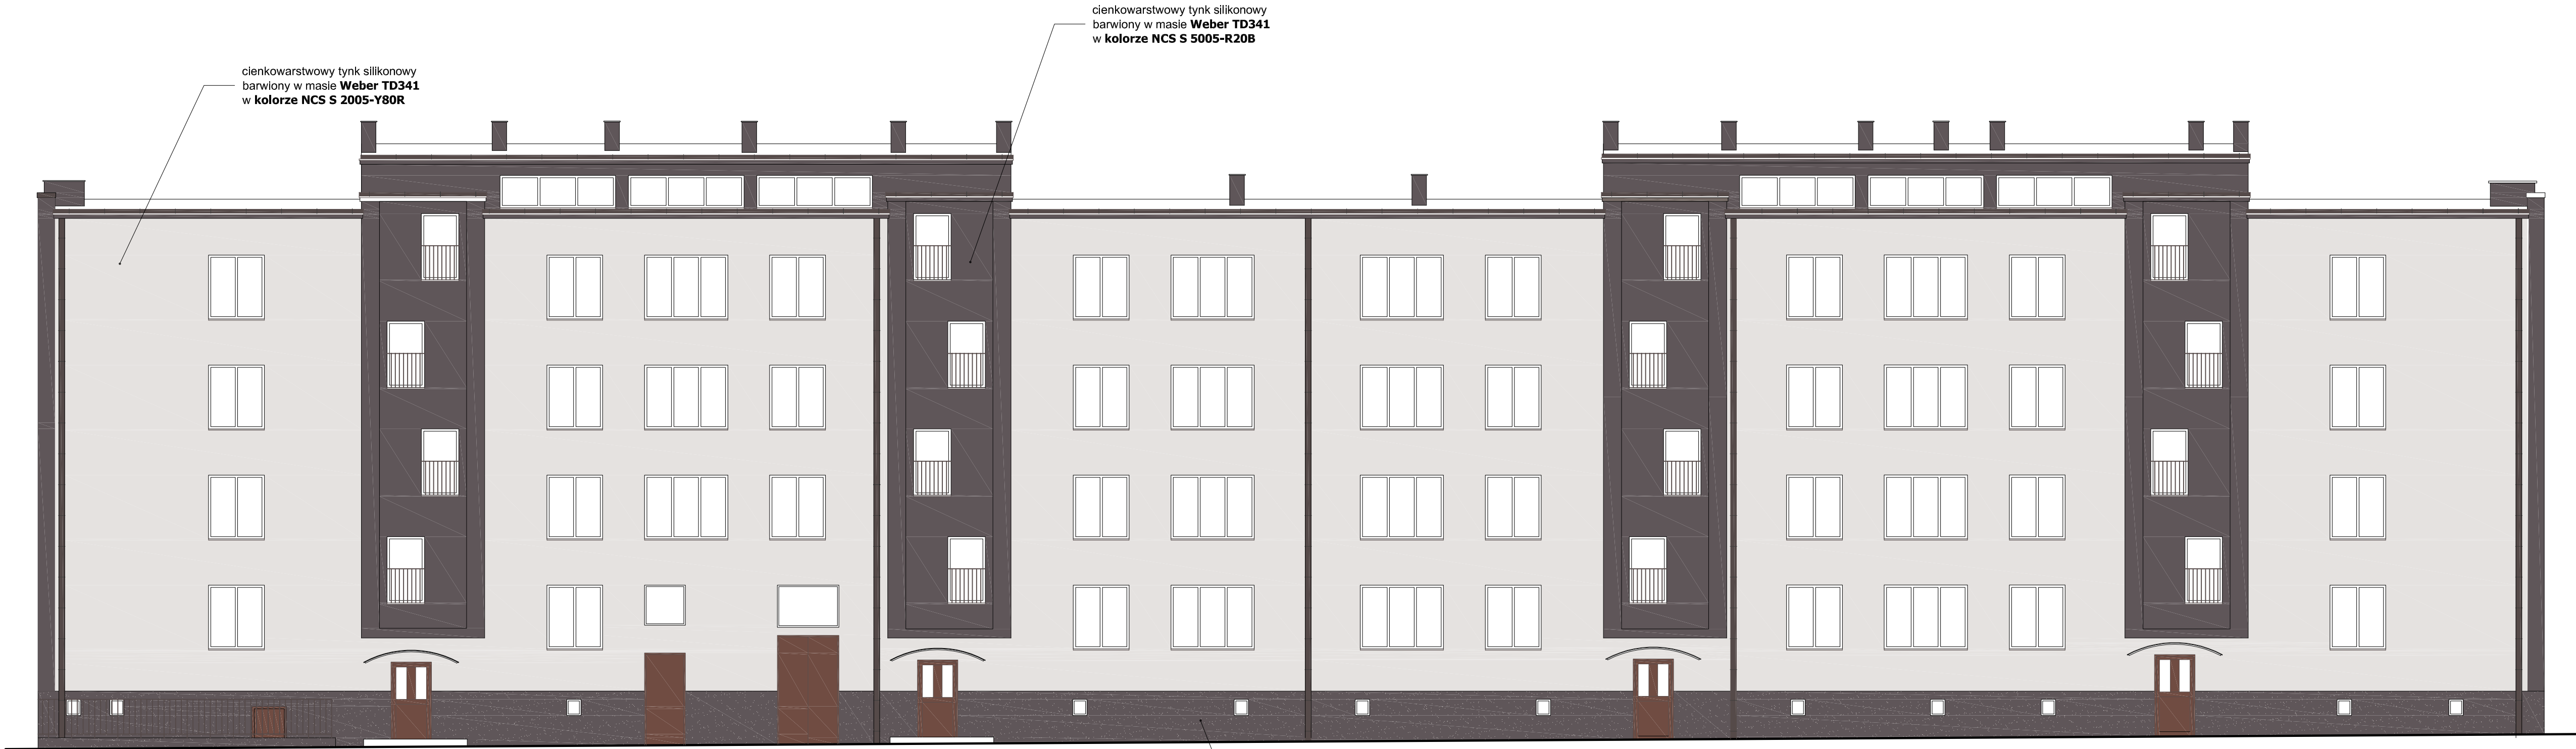 cienkowarstwowy tynk silikonowy
barwiony w masie Weber TD341
w kolorze NCS S 5005-R20B
cienkowarstwowy tynk silikonowy
barwiony w masie Weber TD341
w kolorze NCS S 2005-Y80R